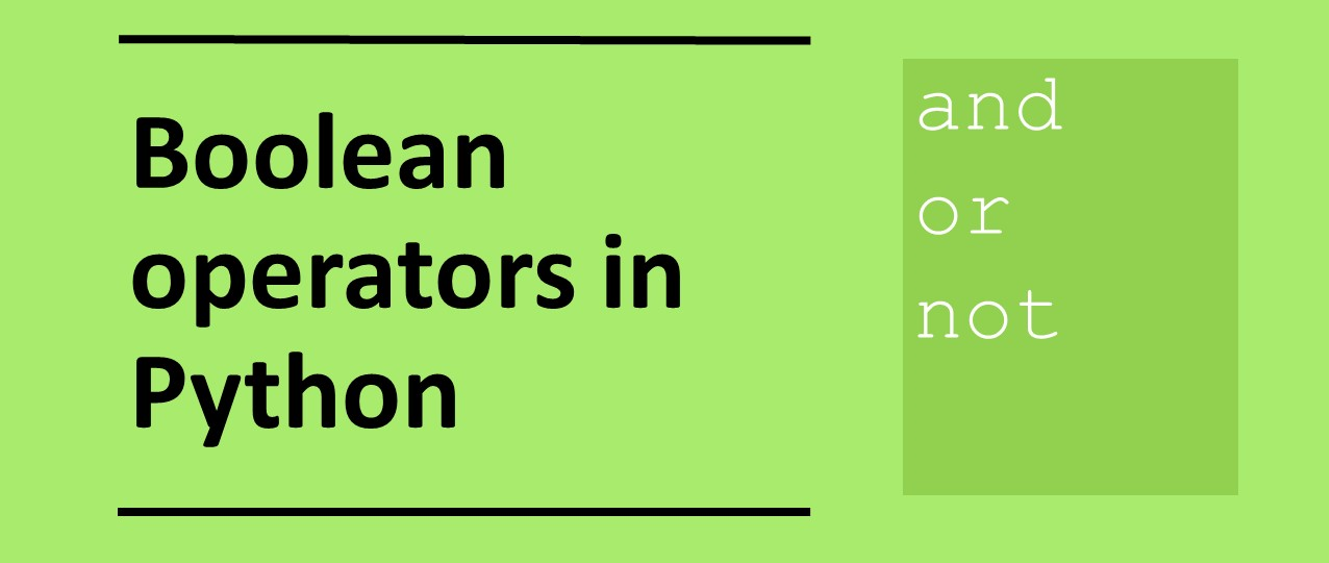 Boolean
operators in
Python
and
or
not